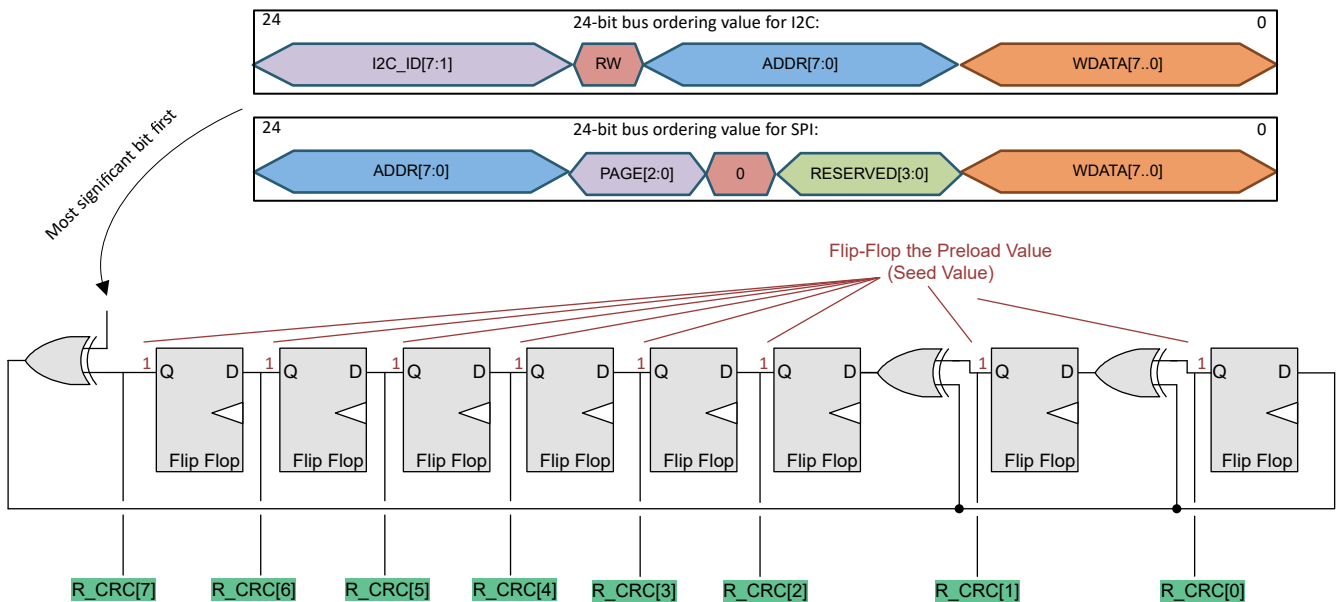 24 24-bit bus ordering value for I2C: 0
I2C_ID[7:1] RW ADDR[7:0] WDATA[7..0]
24 24-bit bus ordering value for SPI: 0
ADDR[7:0] PAGE[2:0] 0 RESERVED[3:0] WDATA[7..0]
Most significant bit first
Flip-Flop the Preload Value
(Seed Value)
1 1 1 1 1 1 1 1
Q D Q D Q D Q D Q D Q D Q D Q D
Flip Flop Flip Flop Flip Flop Flip Flop Flip Flop Flip Flop Flip Flop Flip Flop
R_CRC[7] R_CRC[6] R_CRC[5] R_CRC[4] R_CRC[3] R_CRC[2] R_CRC[1] R_CRC[0]